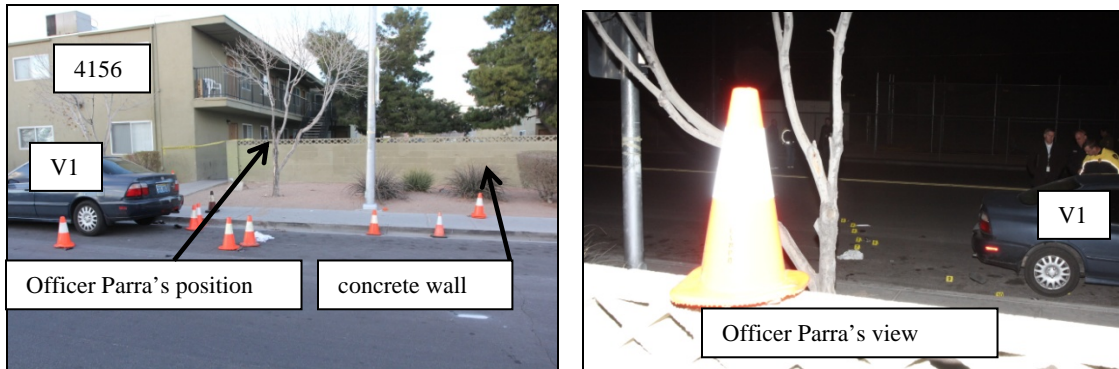 4156
V1
Officer Parra’s position
concrete wall
V1
Officer Parra’s view